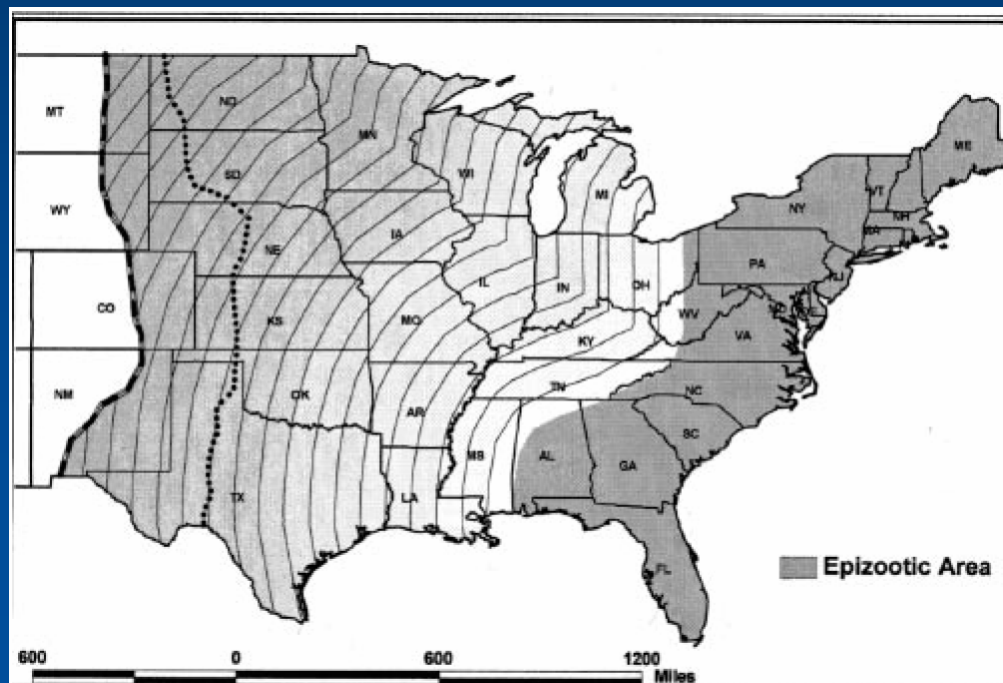 MT
ND
MN
ME
WI
VT
SD
MI
NY
NH
WY
MA
IA
NE
PA
IL
IN
OH
NJ
CO
KS
MO
WV
VA
KY
NM
OK
TN
NC
AR
SC
MS
AL
GA
TX
LA
Epizootic Area
FL
600 0 600 1200
Miles